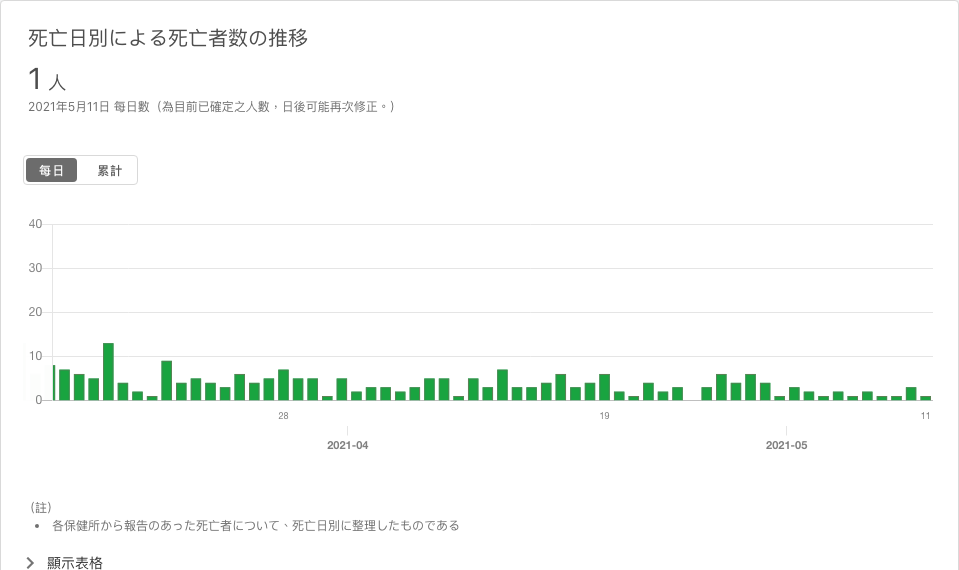 死亡日別による死亡者数の推移
1 人
2021年5月11日 每日數（為目前已確定之人數，日後可能再次修正。）
每日 累計
40
30
20
10
0
28 19 11
2021-04 2021-05
（註）
• 各保健所から報告のあった死亡者について、死亡日別に整理したものである
顯示表格